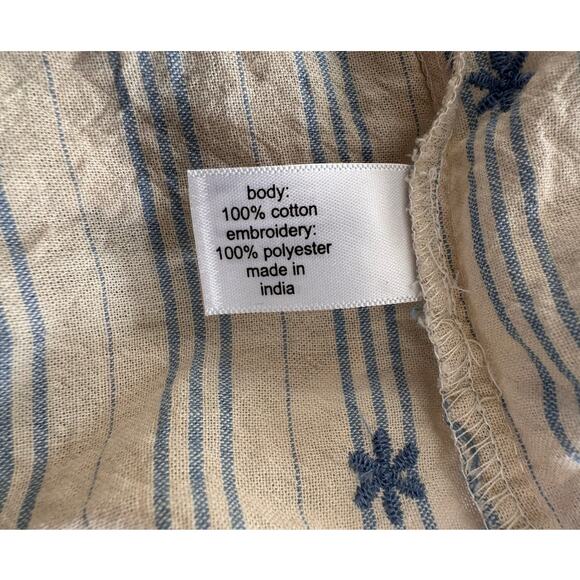 body:
100% cotton
embroidery:
100% polyester
made in
india